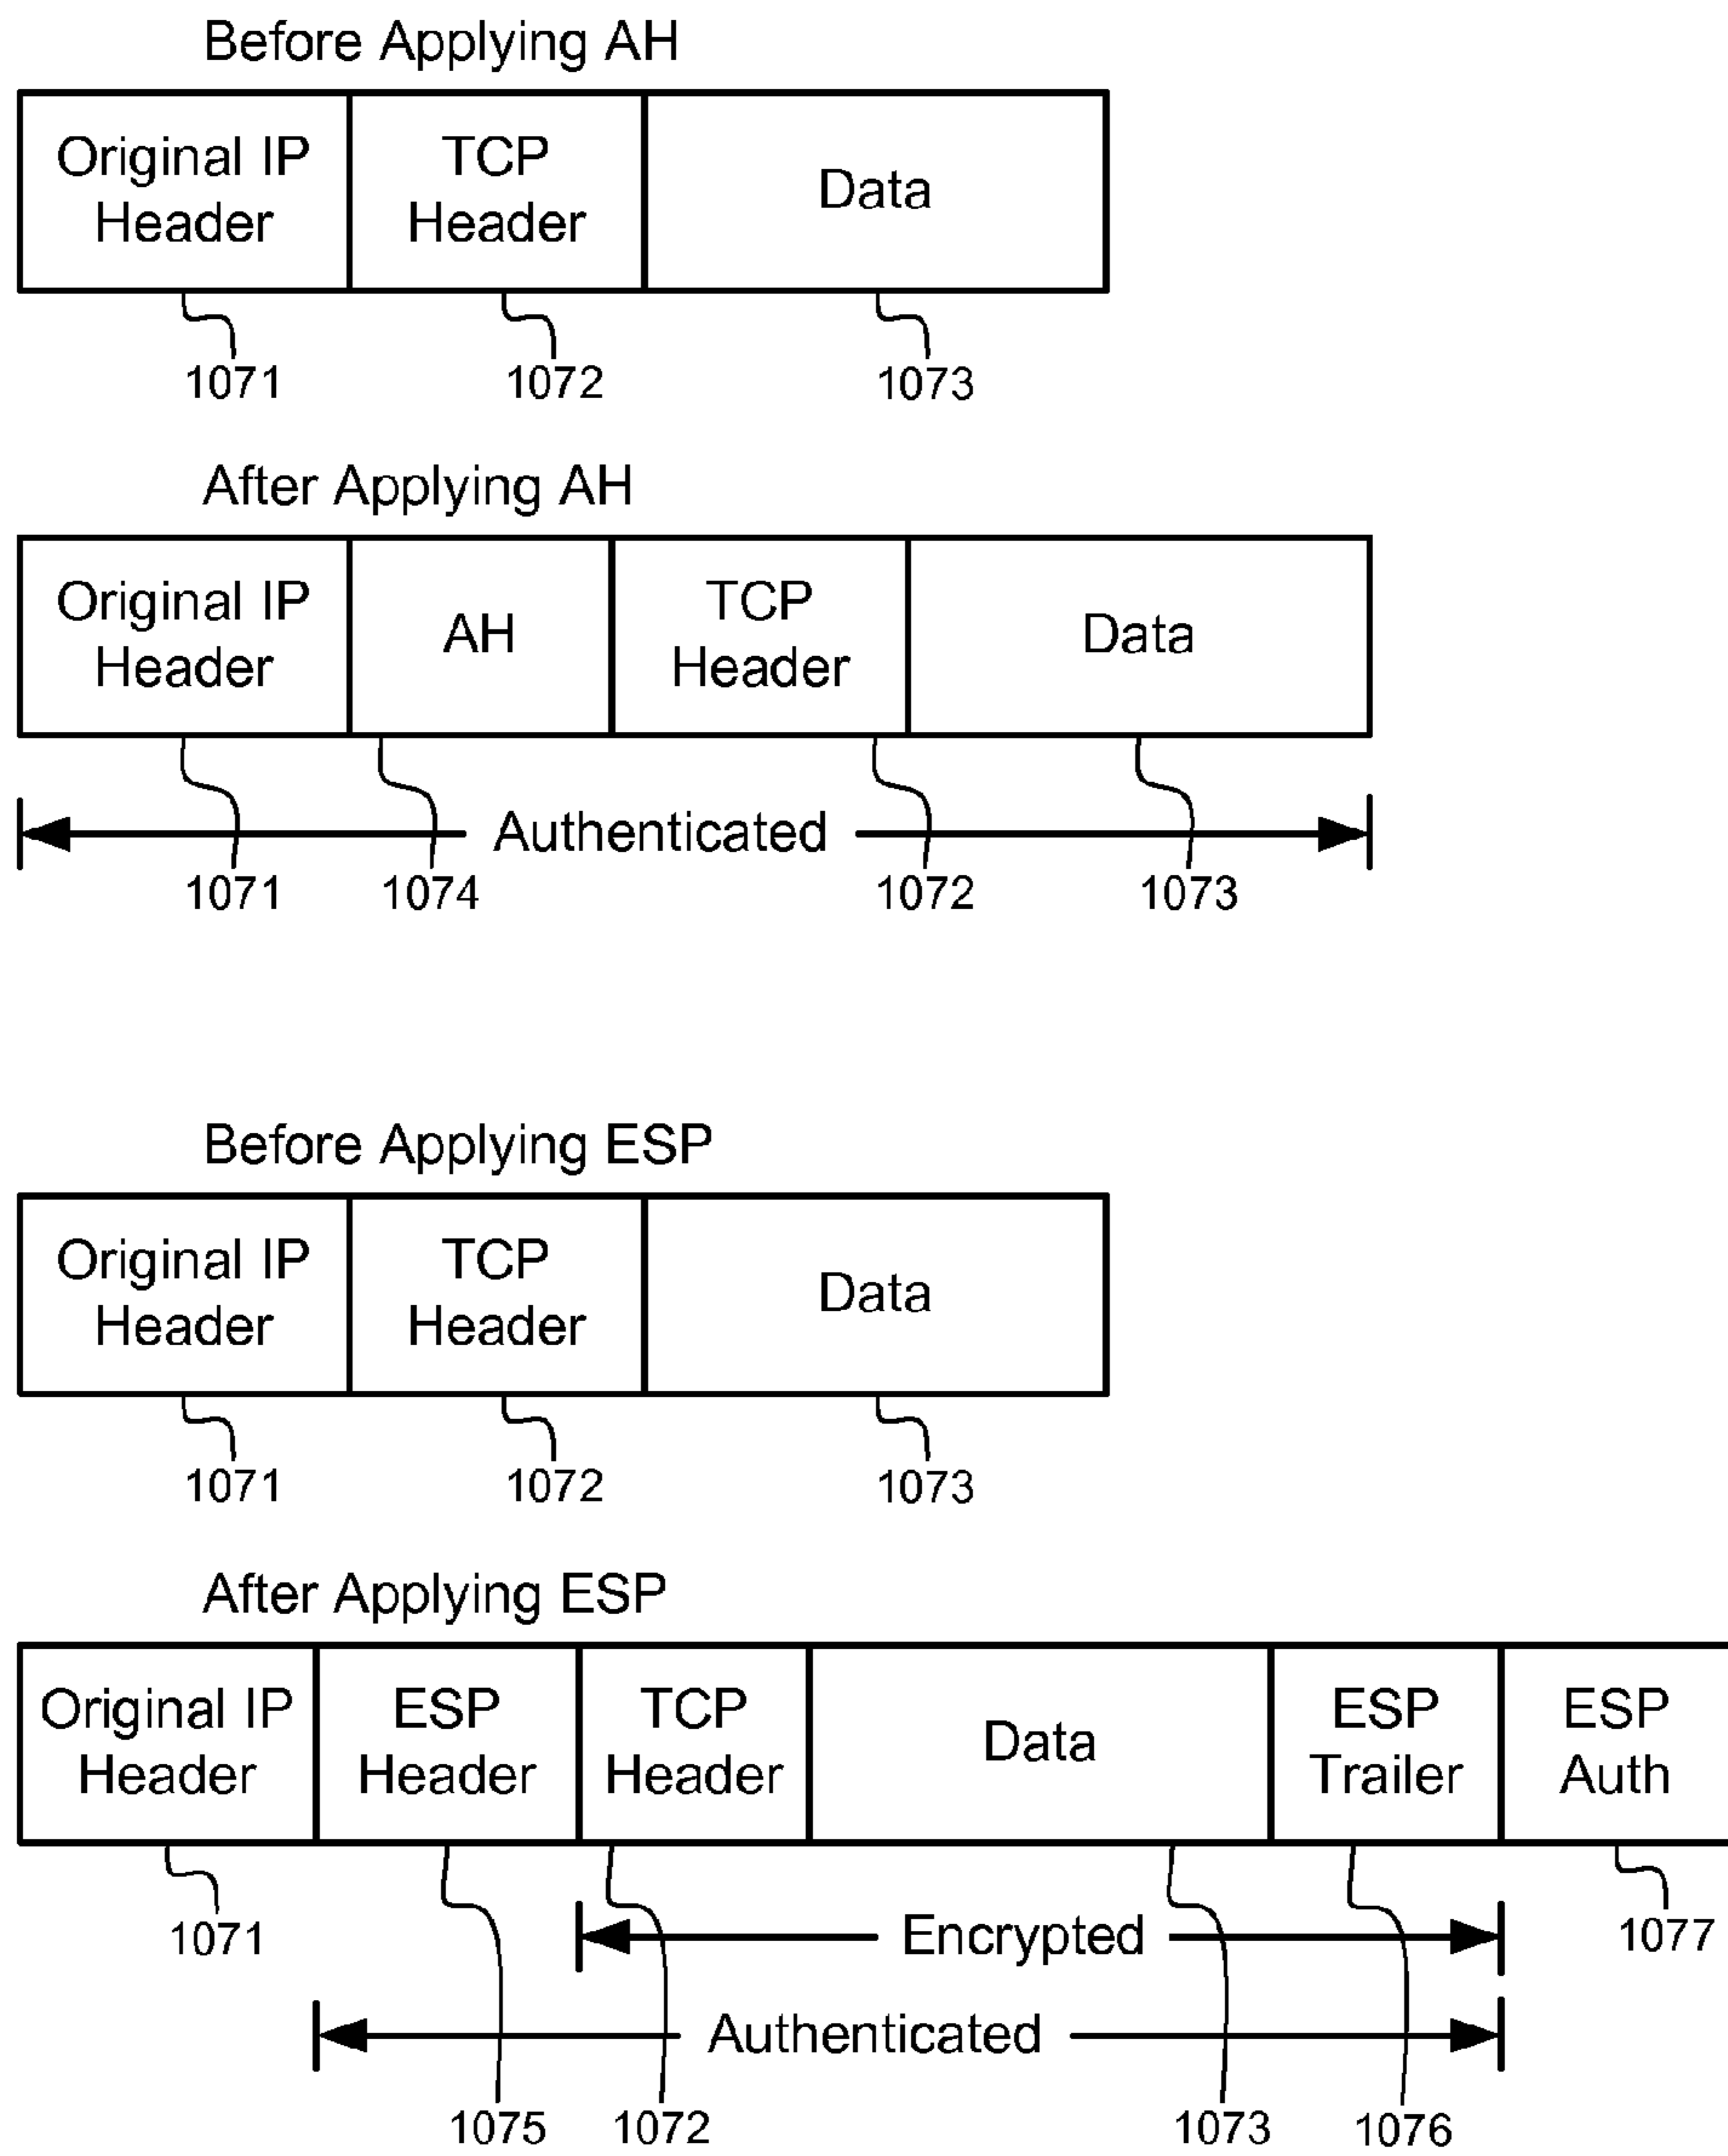 Before Applying AH
Original IP Header
TCP Header
Data
1071
1072
1073
After Applying AH
Original IP Header
AH
TCP Header
Data
Authenticated
1071
1074
1072
1073
Before Applying ESP
Original IP Header
TCP Header
Data
1071
1072
1073
After Applying ESP
Original IP Header
ESP Header
TCP Header
Data
ESP Trailer
ESP Auth
1071
Encrypted
1077
Authenticated
1075
1072
1073
1076